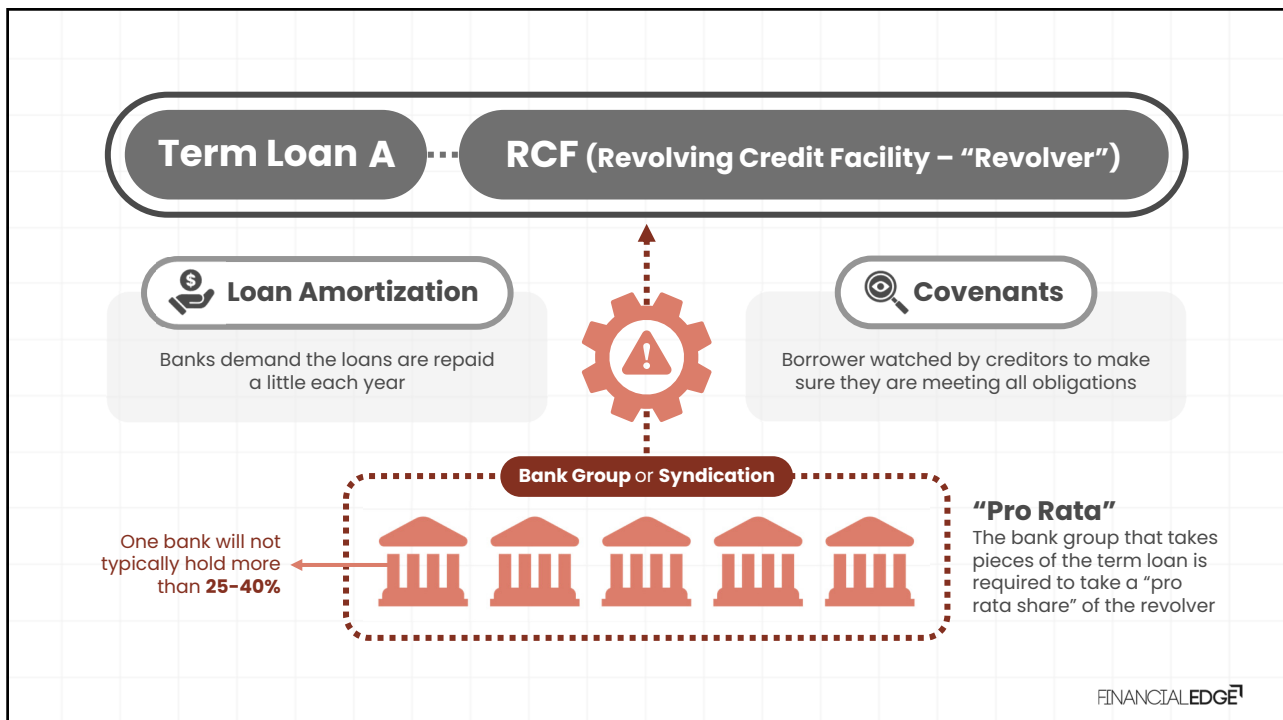 Term Loan A
RCF (Revolving Credit Facility – “Revolver”)
$
Loan Amortization
Banks demand the loans are repaid
a little each year
Covenants
Borrower watched by creditors to make
sure they are meeting all obligations
!
Bank Group or Syndication
One bank will not
typically hold more
than 25-40%
“Pro Rata”
The bank group that takes
pieces of the term loan is
required to take a “pro
rata share” of the revolver
FINANCIALEDGE